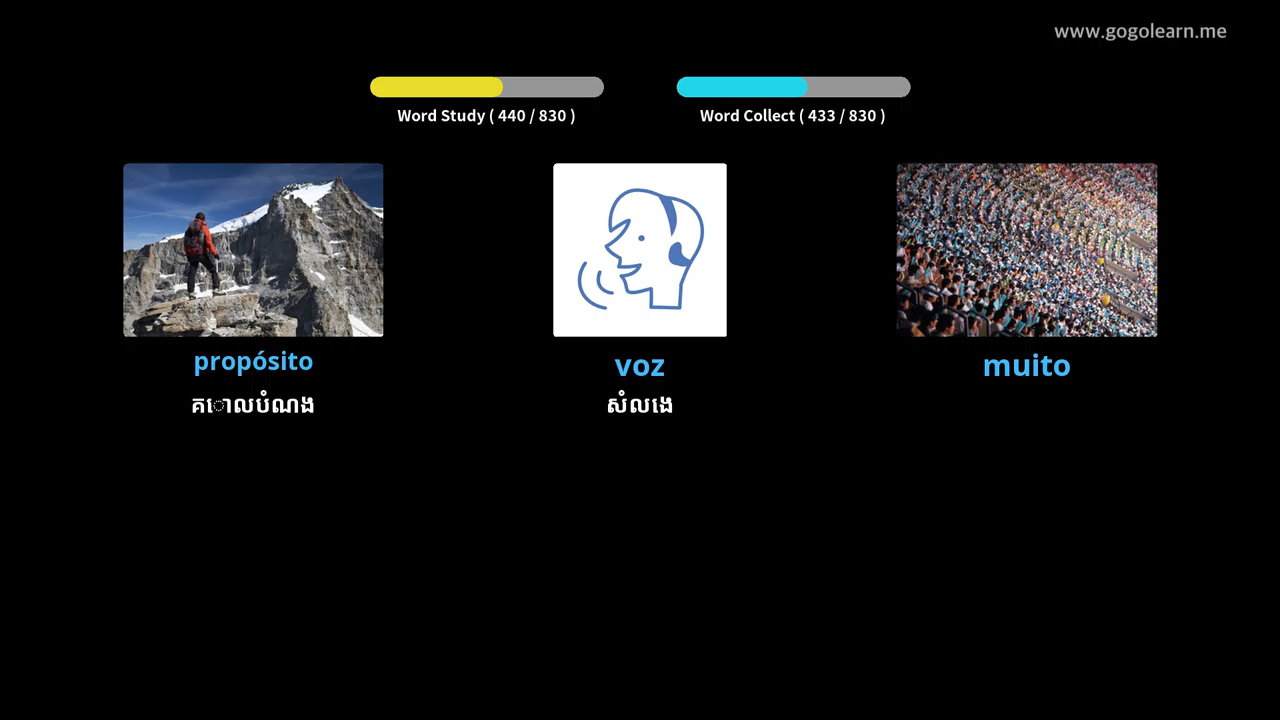 www.gogolearn.me
Word Study ( 440 / 830 )
Word Collect ( 433 / 830 )
propósito
គោលបំណង
voz
សំលេង
muito